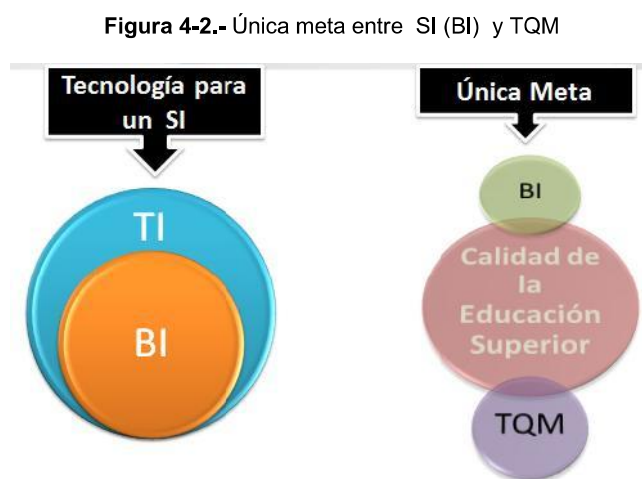 Figura 4-2.- Única meta entre SI (BI) y TQM
Tecnología para
un SI
TI
BI
Única Meta
BI
Calidad de
la
Educación
Superior
TQM